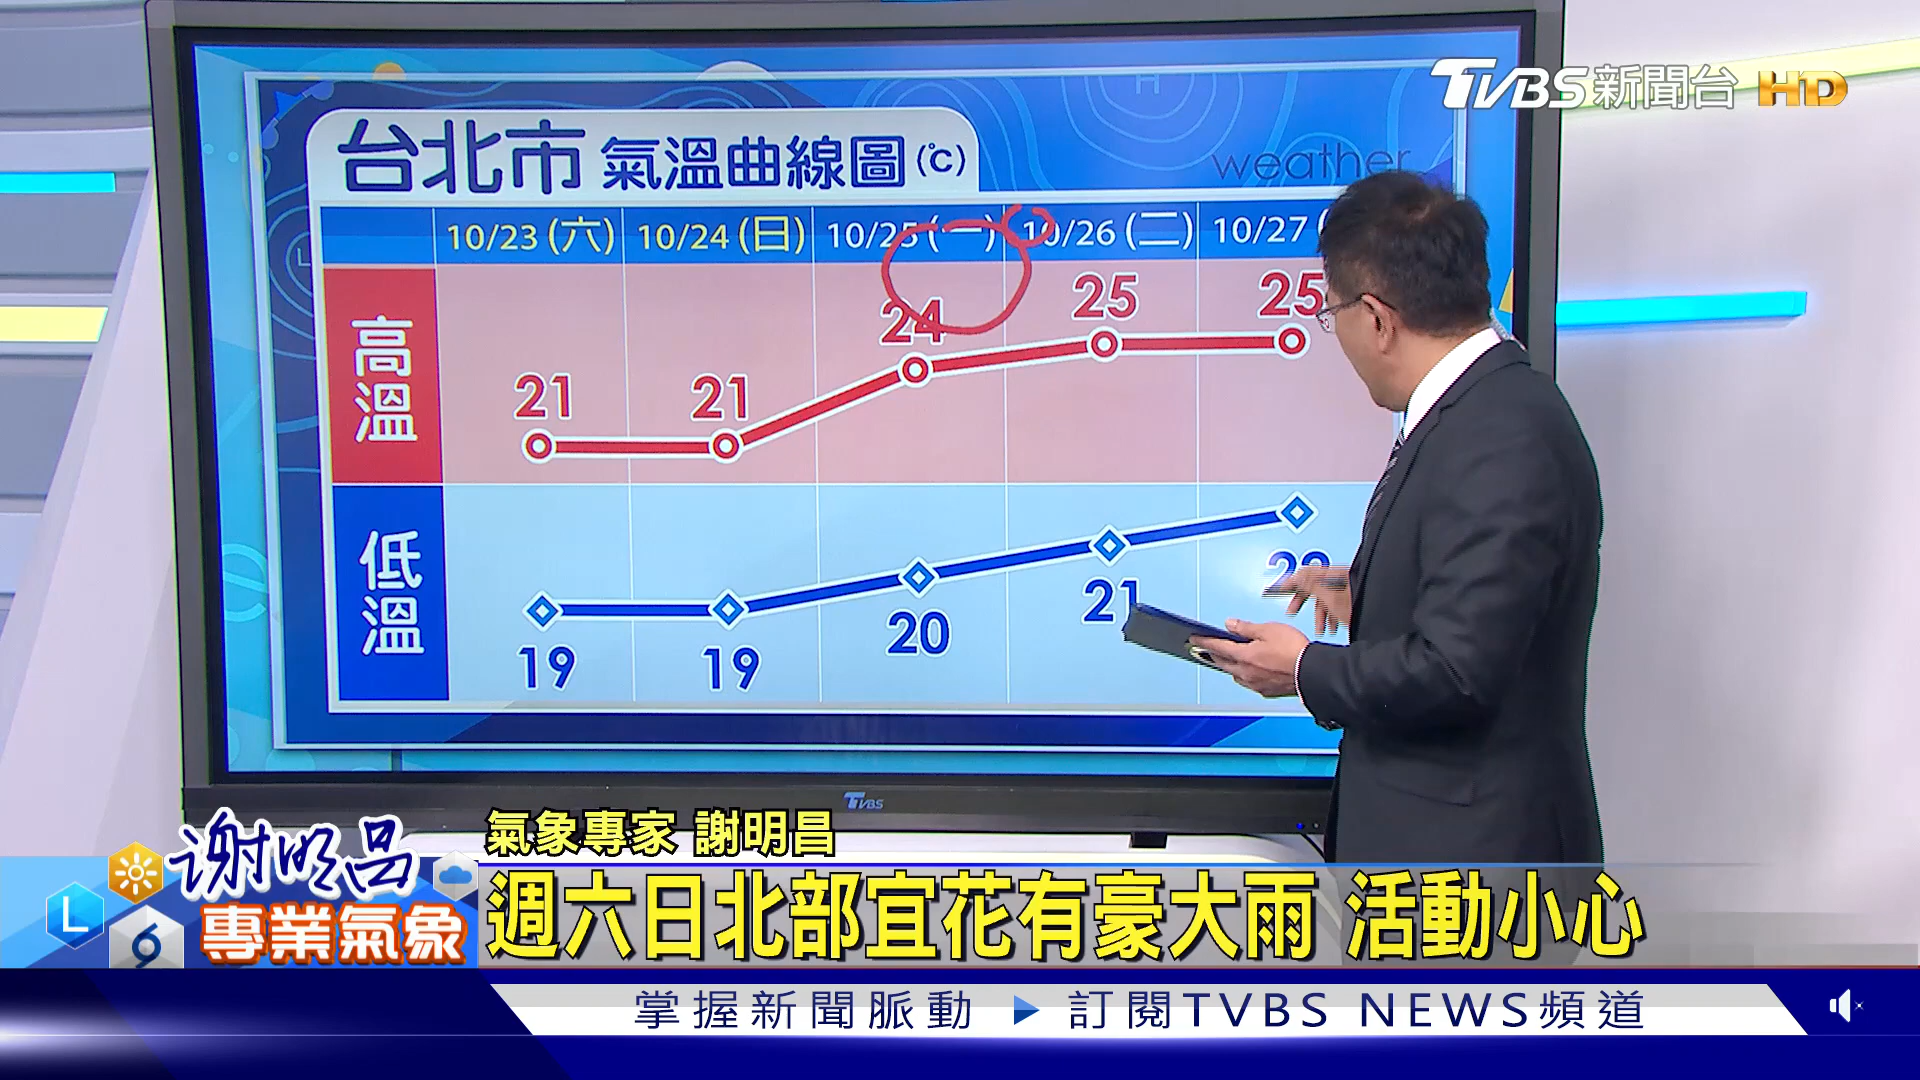 TVBS新聞台 HD
weather
台北市 氣溫曲線圖(℃)
10/23(六) 10/24(日) 10/25(一) 10/26(二) 10/27
高溫
21 21 24 25 25
低溫
19 19 20 21
TVBS
氣象專家 謝明昌
謝明昌
專業氣象
L
週六日北部宜花有豪大雨 活動小心
掌握新聞脈動 ▶ 訂閱TVBS NEWS頻道